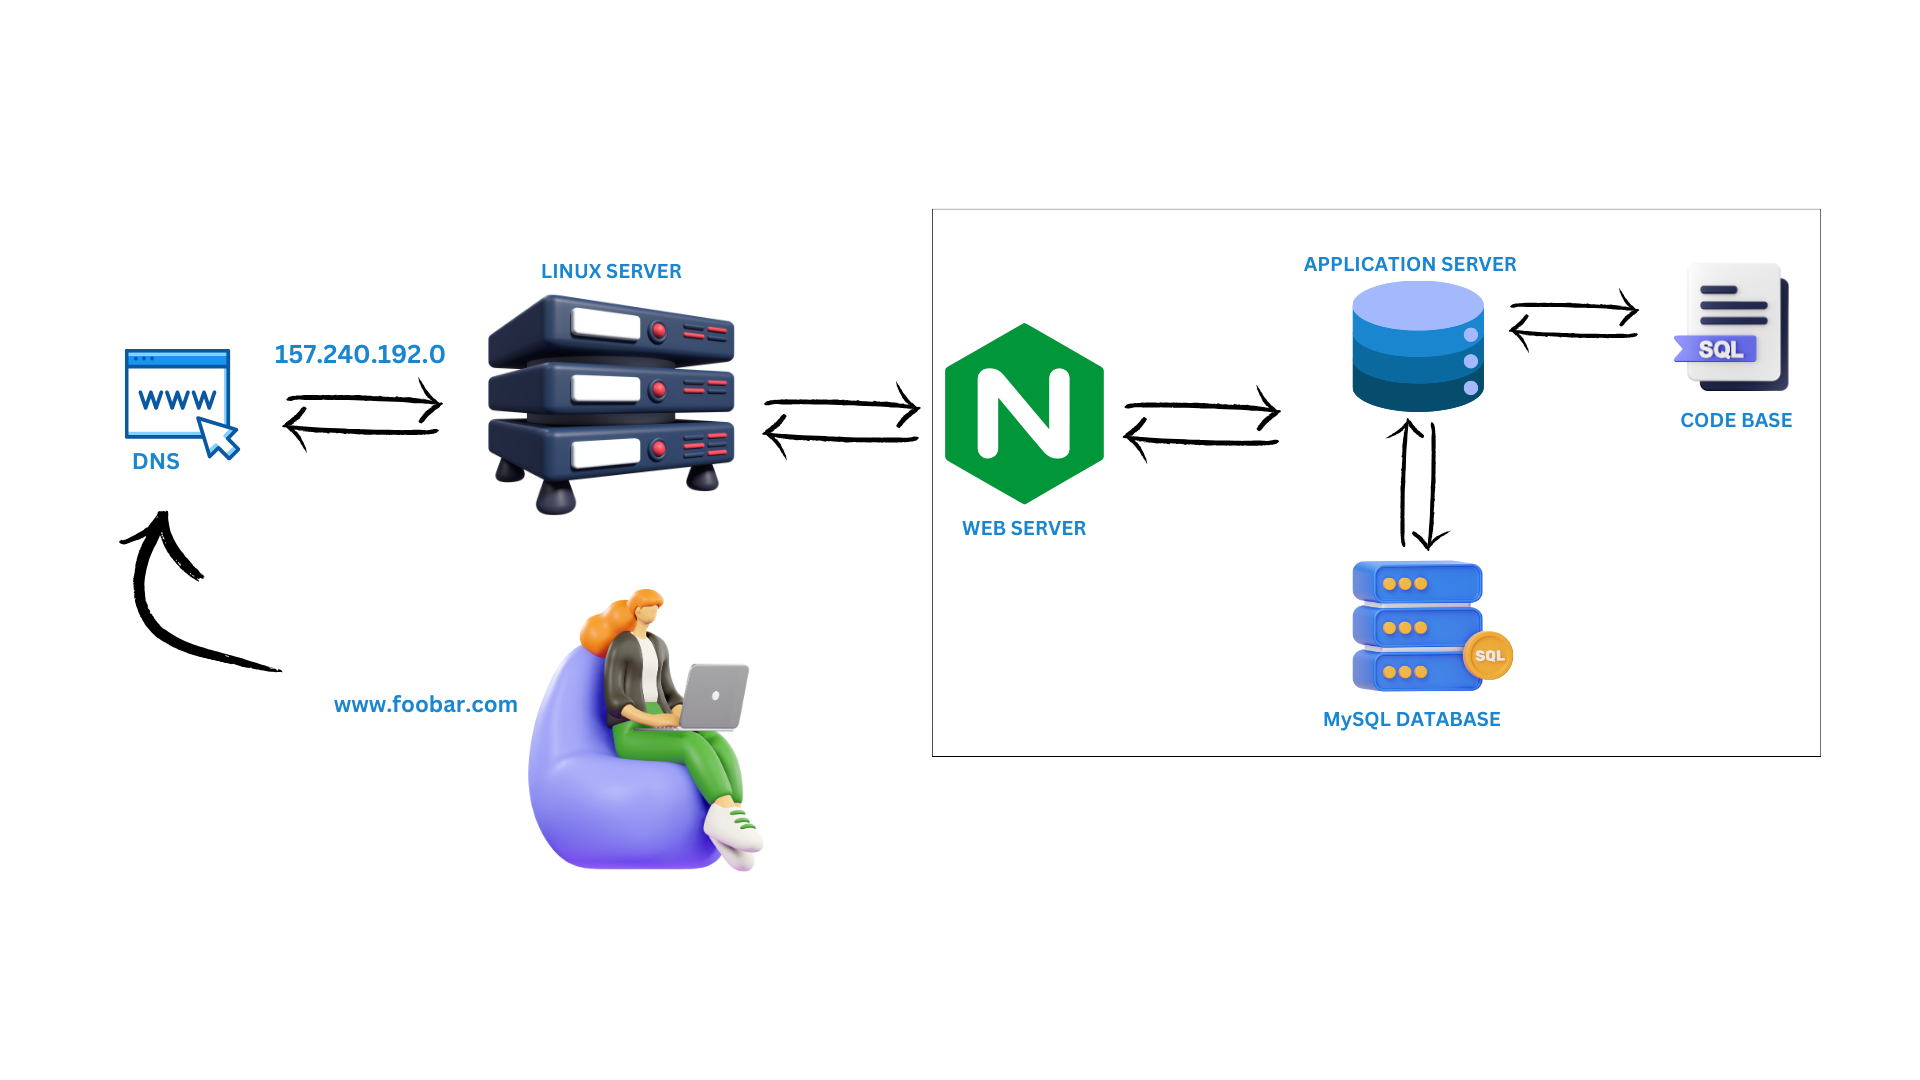 LINUX SERVER
APPLICATION SERVER
157.240.192.0
www
SQL
CODE BASE
DNS
N
WEB SERVER
SQL
www.foobar.com
MySQL DATABASE